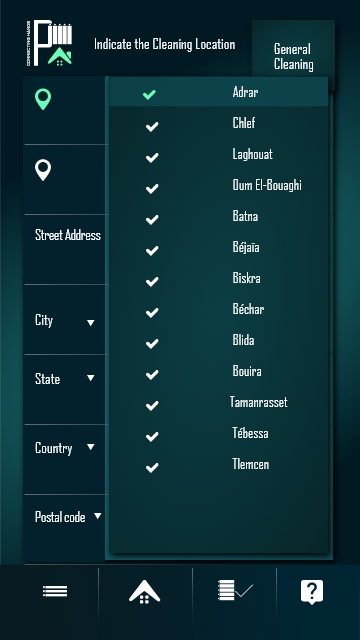 Indicate the Cleaning Location
General
Cleaning
Adrar
Chlef
Laghouat
Oum El-Bouaghi
Street Address
Batna
Béjaïa
Biskra
Béchar
City
Blida
State
Bouira
Tamanrasset
Country
Tébessa
Tlemcen
Postal code
?